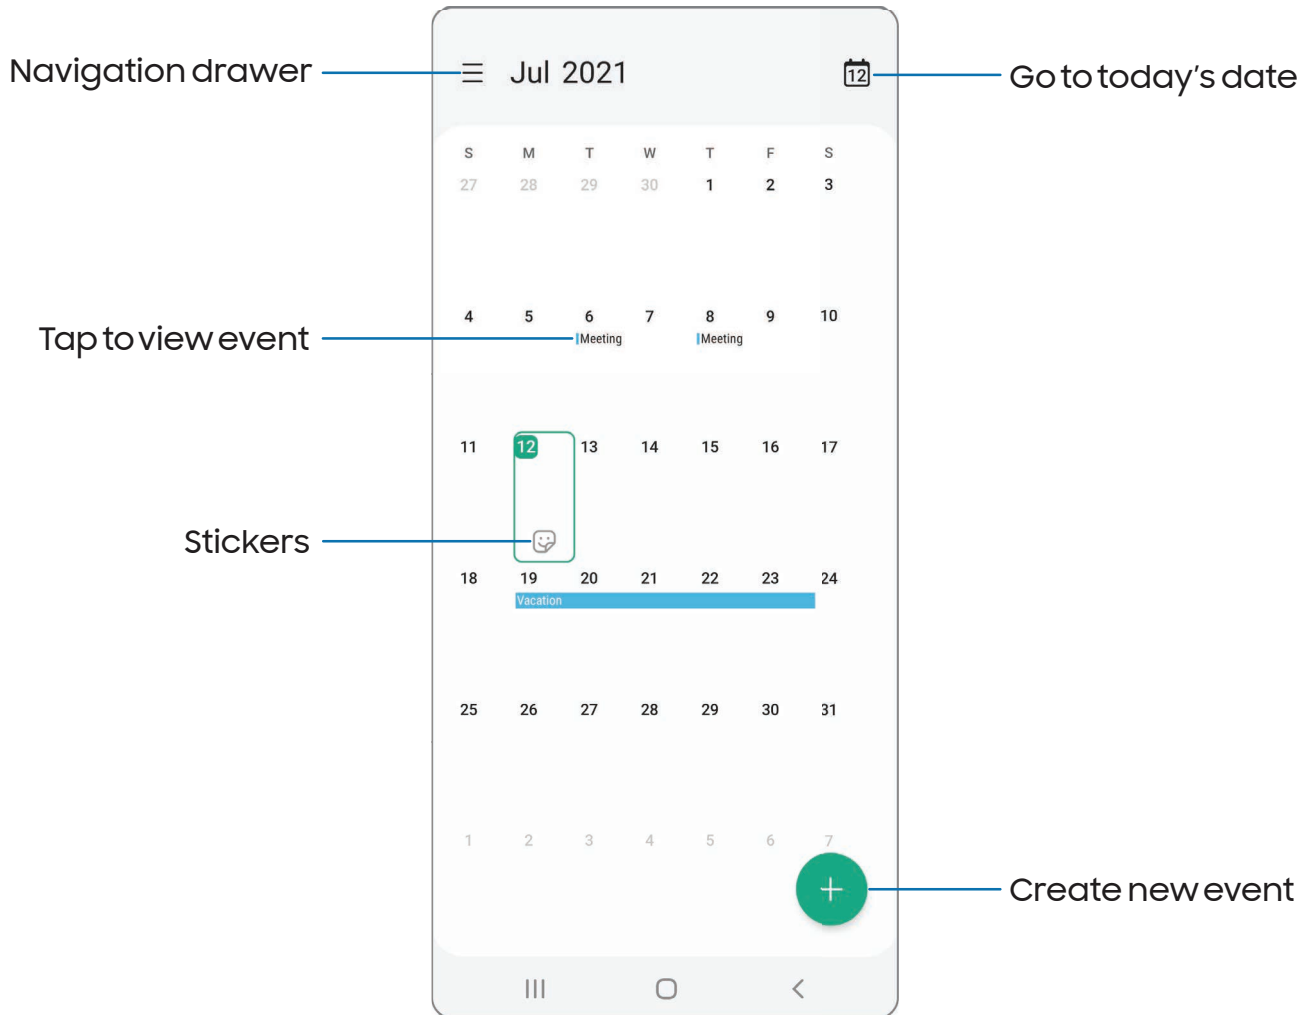 Navigation drawer
Jul 2021
12
Go to today's date
S M T W T F S
27 28 29 30 1 2 3
4 5 6 7 8 9 10
Tap to view event
Meeting Meeting
11 12 13 14 15 16 17
Stickers
18 19 20 21 22 23 24
Vacation
25 26 27 28 29 30 31
1 2 3 4 5 6 7
Create new event